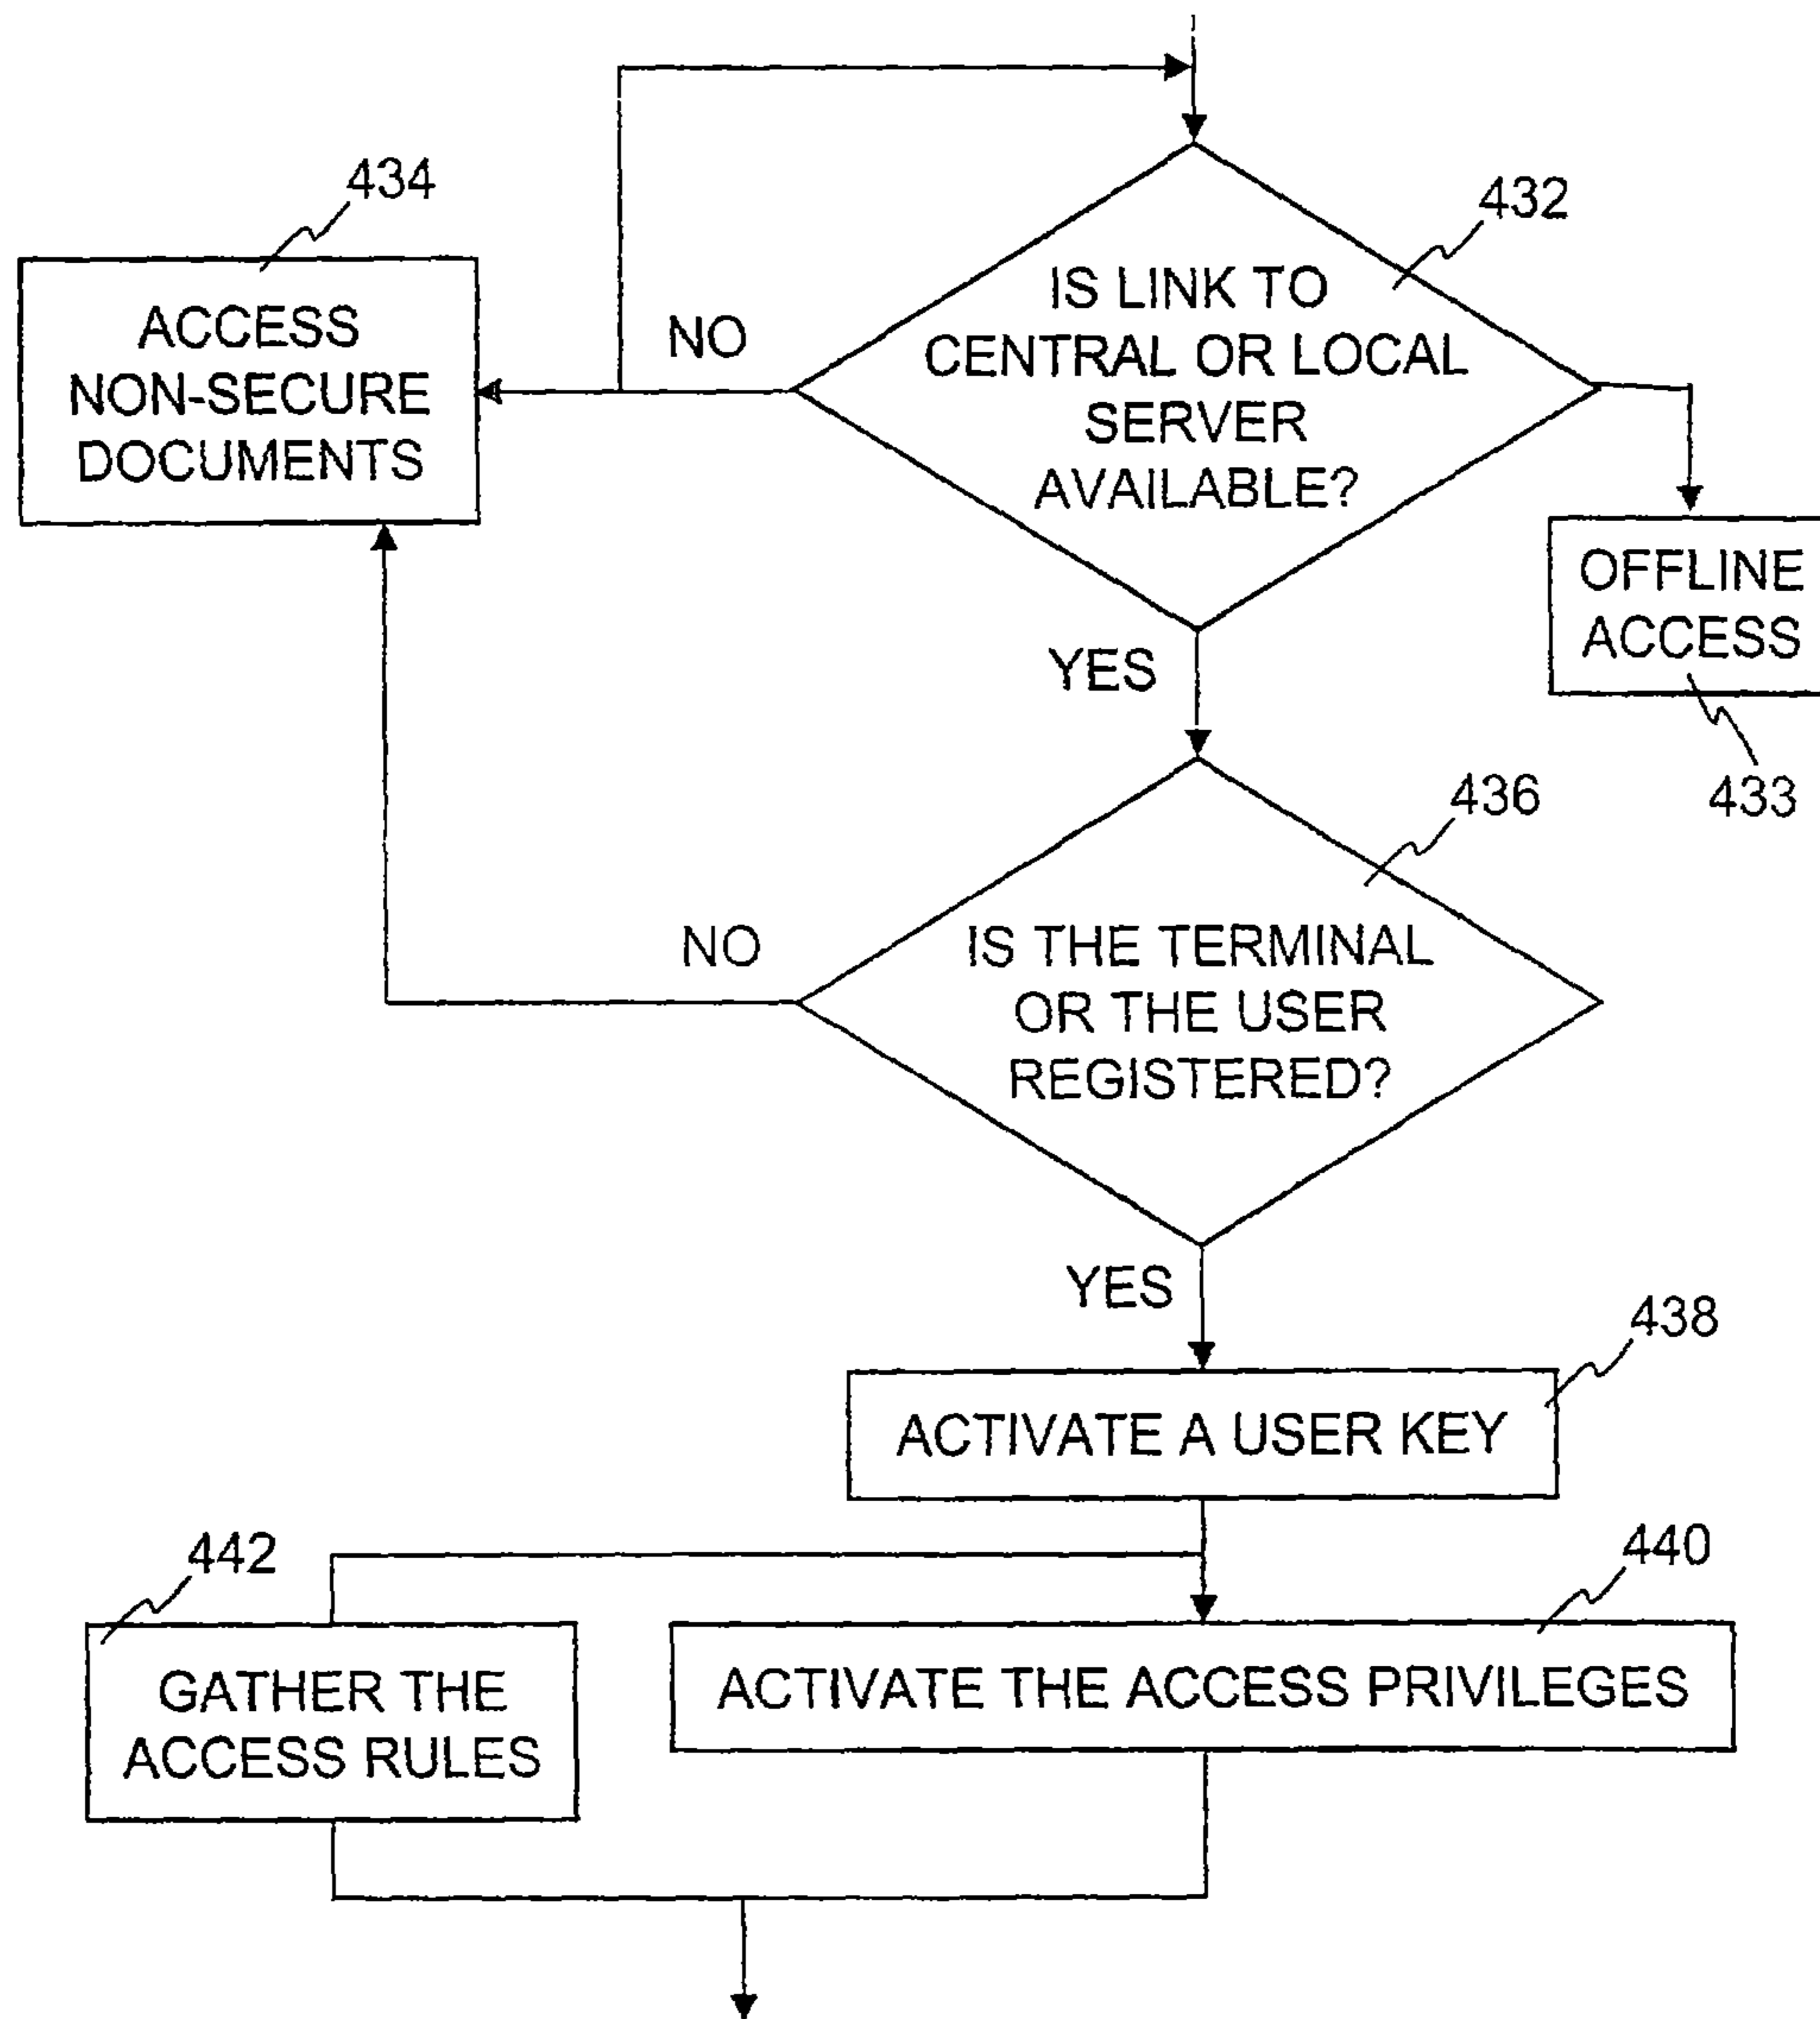 434
ACCESS
NON-SECURE
DOCUMENTS
NO
432
IS LINK TO
CENTRAL OR LOCAL
SERVER
AVAILABLE?
OFFLINE
ACCESS
433
YES
436
NO
IS THE TERMINAL
OR THE USER
REGISTERED?
YES
438
ACTIVATE A USER KEY
442
GATHER THE
ACCESS RULES
440
ACTIVATE THE ACCESS PRIVILEGES